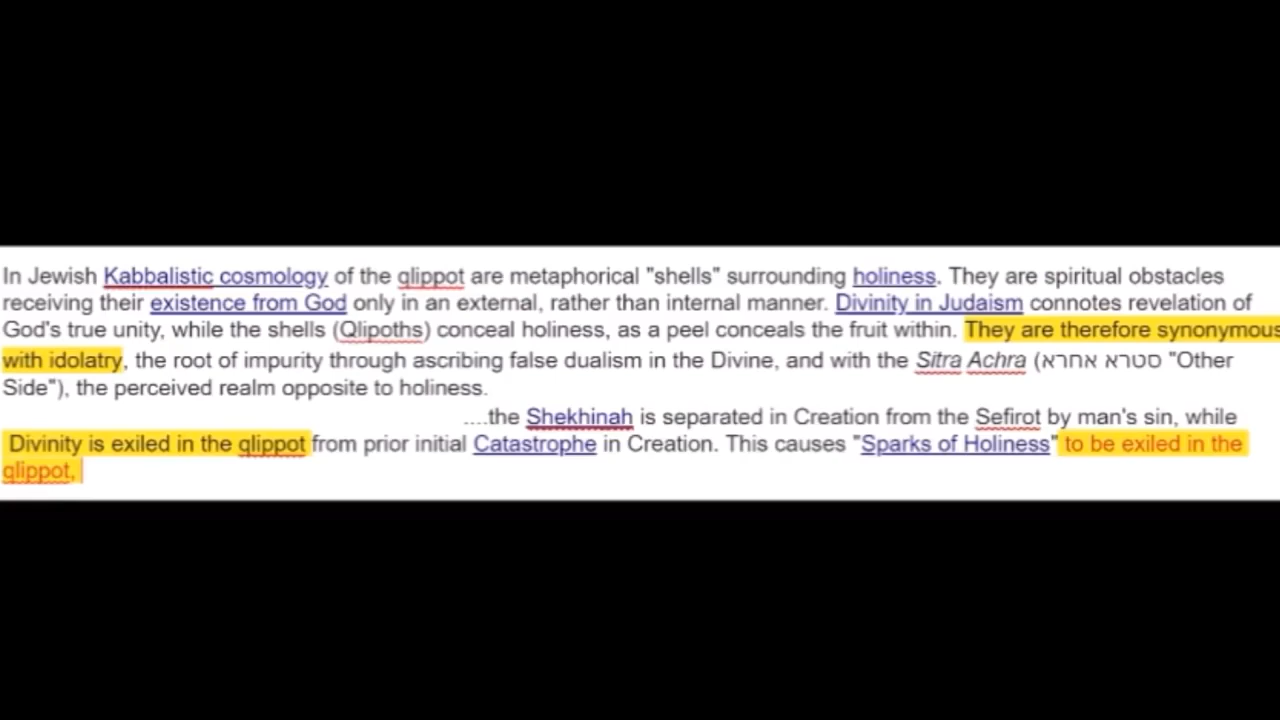 In Jewish Kabbalistic cosmology of the qlippot are metaphorical "shells" surrounding holiness. They are spiritual obstacles
receiving their existence from God only in an external, rather than internal manner. Divinity in Judaism connotes revelation of
God's true unity, while the shells (Qlipoths) conceal holiness, as a peel conceals the fruit within. They are therefore synonymous
with idolatry, the root of impurity through ascribing false dualism in the Divine, and with the Sitra Achra (סטרא אחרא "Other
Side"), the perceived realm opposite to holiness.
....the Shekhinah is separated in Creation from the Sefirot by man's sin, while
Divinity is exiled in the qlippot from prior initial Catastrophe in Creation. This causes "Sparks of Holiness" to be exiled in the
qlippot,